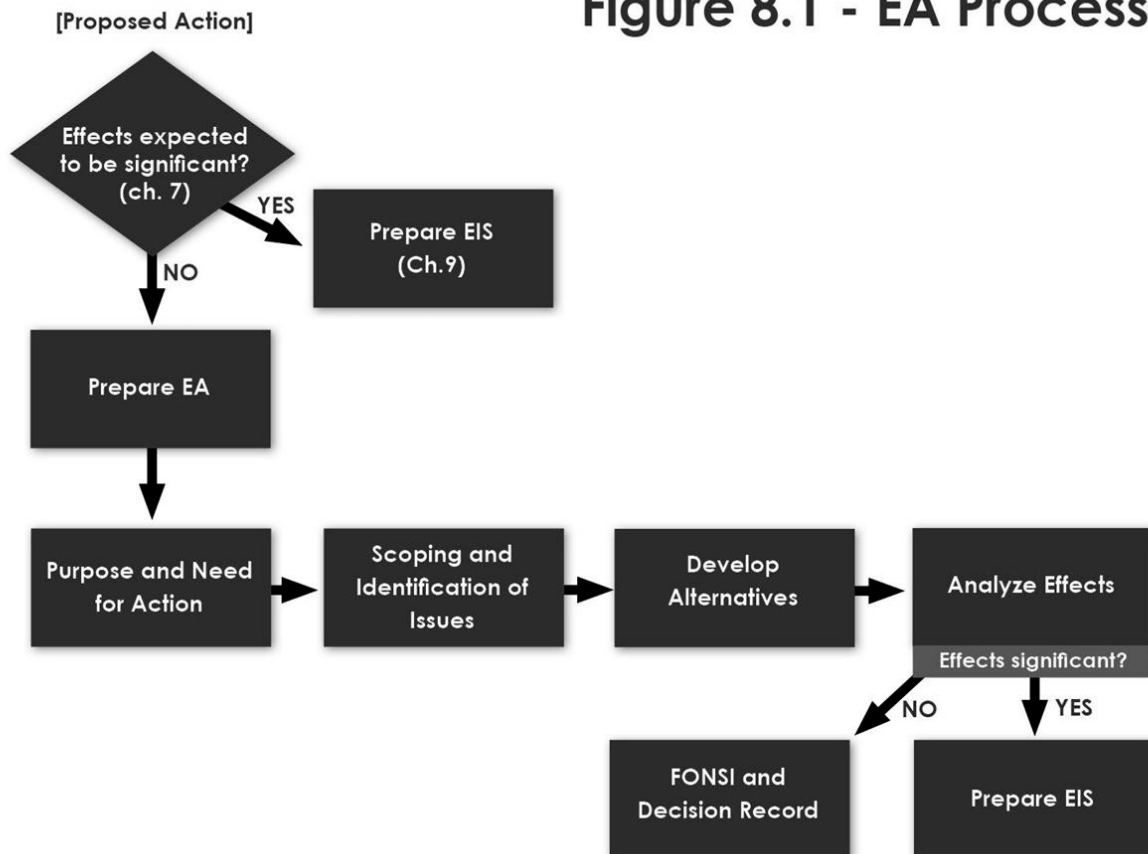 Figure 8.1 - EA Process
[Proposed Action]
Effects expected
to be significant?
(ch. 7)
YES
Prepare EIS
(Ch.9)
NO
Prepare EA
Purpose and Need
for Action
Scoping and
Identification of
Issues
Develop
Alternatives
Analyze Effects
Effects significant?
NO
YES
FONSI and
Decision Record
Prepare EIS